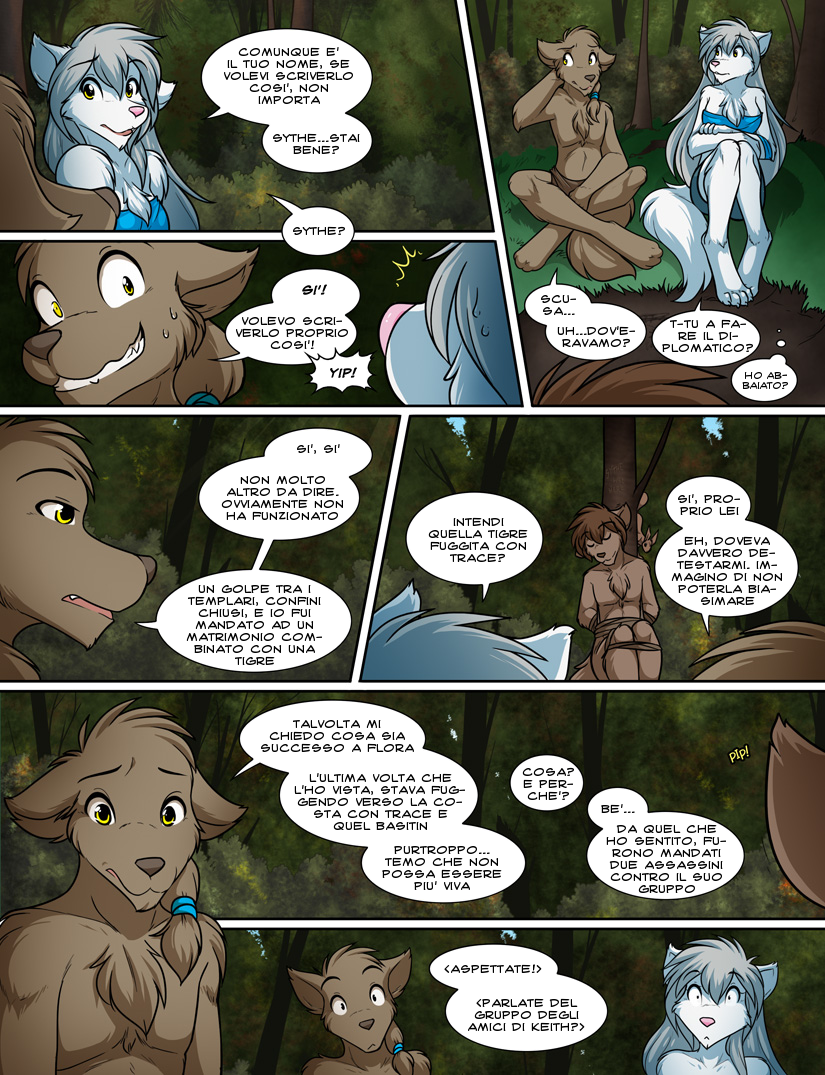 COMUNQUE E'
IL TUO NOME, SE
VOLEVI SCRIVERLO
COSI', NON
IMPORTA
SYTHE...STAI
BENE?
SYTHE?
SI'!
VOLEVO SCRI-
VERLO PROPRIO
COSI'!
YIP!
SCU-
SA...
UH...DOV'E-
RAVAMO?
T-TU A FA-
RE IL DI-
PLOMATICO?
HO AB-
BAIATO?
SI', SI'
NON MOLTO
ALTRO DA DIRE.
OVVIAMENTE NON
HA FUNZIONATO
UN GOLPE TRA I
TEMPLARI, CONFINI
CHIUSI, E IO FUI
MANDATO AD UN
MATRIMONIO COM-
BINATO CON UNA
TIGRE
INTENDI
QUELLA TIGRE
FUGGITA CON
TRACE?
SI', PRO-
PRIO LEI
EH, DOVEVA
DAVVERO DE-
TESTARMI. IM-
MAGINO DI NON
POTERLA BIA-
SIMARE
TALVOLTA MI
CHIEDO COSA SIA
SUCCESSO A FLORA
L'ULTIMA VOLTA CHE
L'HO VISTA, STAVA FUG-
GENDO VERSO LA CO-
STA CON TRACE E
QUEL BASITIN
PURTROPPO...
TEMO CHE NON
POSSA ESSERE
PIU' VIVA
COSA?
E PER-
CHE'?
BE'...
DA QUEL CHE
HO SENTITO, FU-
RONO MANDATI
DUE ASSASSINI
CONTRO IL SUO
GRUPPO
PIP!
<ASPETTATE!>
<PARLATE DEL
GRUPPO DEGLI
AMICI DI KEITH?>